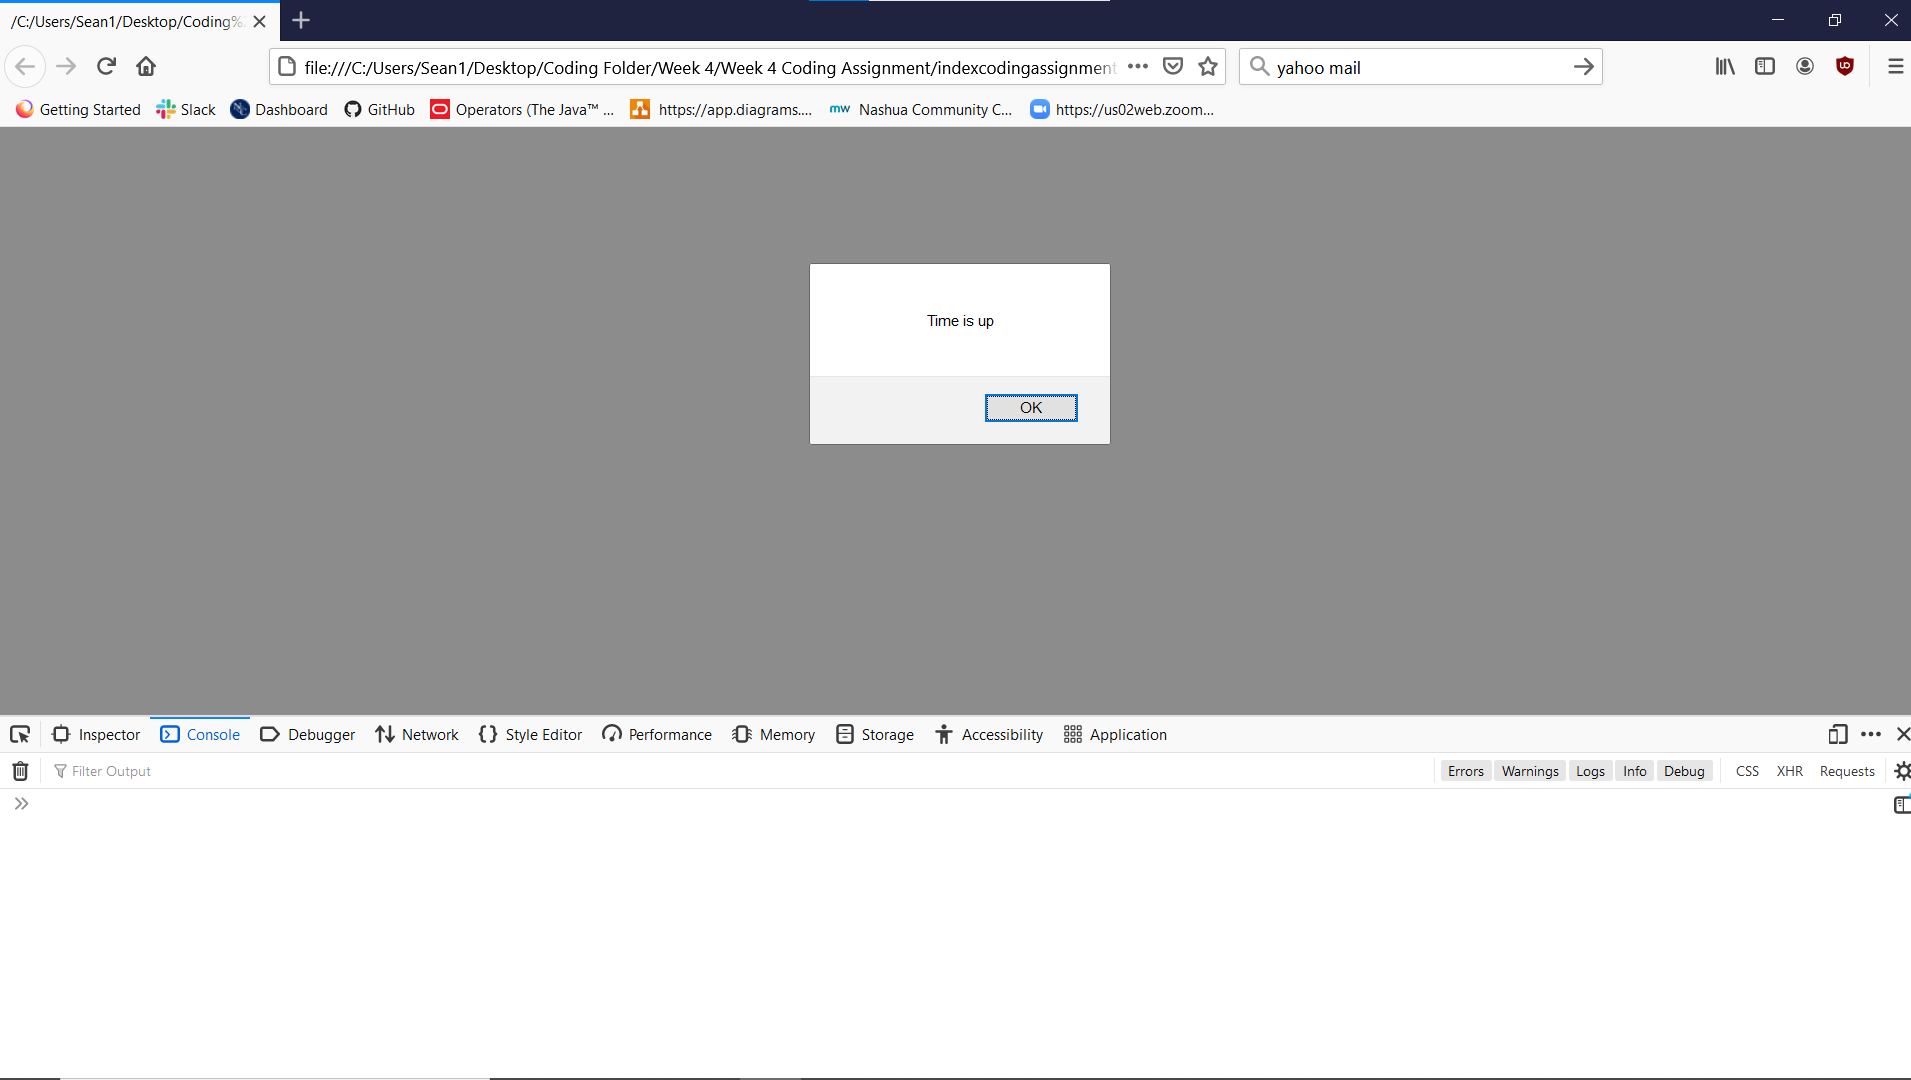 /C:/Users/Sean1/Desktop/Coding%
file:///C:/Users/Sean1/Desktop/Coding Folder/Week 4/Week 4 Coding Assignment/indexcodingassignment
yahoo mail
Getting Started Slack Dashboard GitHub Operators (The Java™ ... https://app.diagrams.... mw Nashua Community C... https://us02web.zoom...
Time is up
OK
Inspector Console Debugger Network Style Editor Performance Memory Storage Accessibility Application
Filter Output Errors Warnings Logs Info Debug CSS XHR Requests